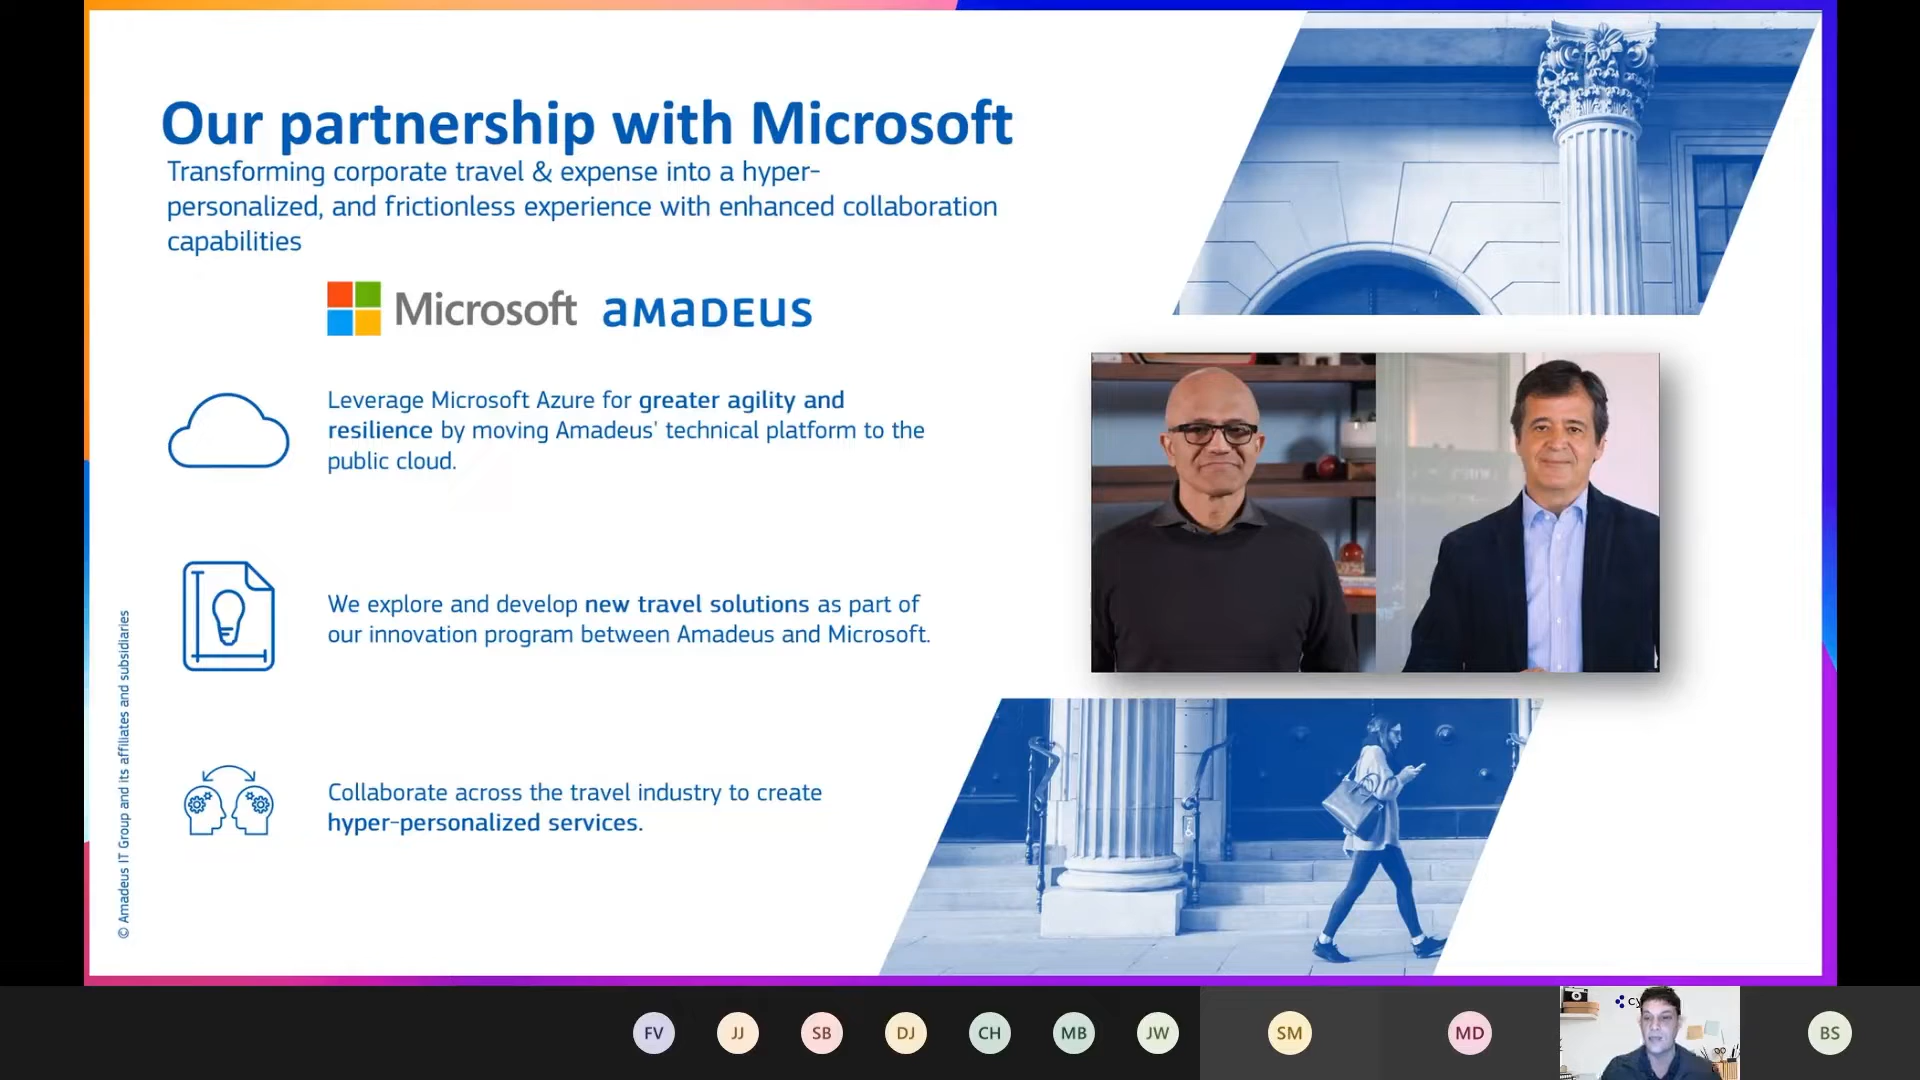 Our partnership with Microsoft
Transforming corporate travel & expense into a hyper-
personalized, and frictionless experience with enhanced collaboration
capabilities
Microsoft amadeus
Leverage Microsoft Azure for greater agility and
resilience by moving Amadeus' technical platform to the
public cloud.
We explore and develop new travel solutions as part of
our innovation program between Amadeus and Microsoft.
Collaborate across the travel industry to create
hyper-personalized services.
© Amadeus IT Group and its affiliates and subsidiaries
FV JJ SB DJ CH MB JW SM MD BS